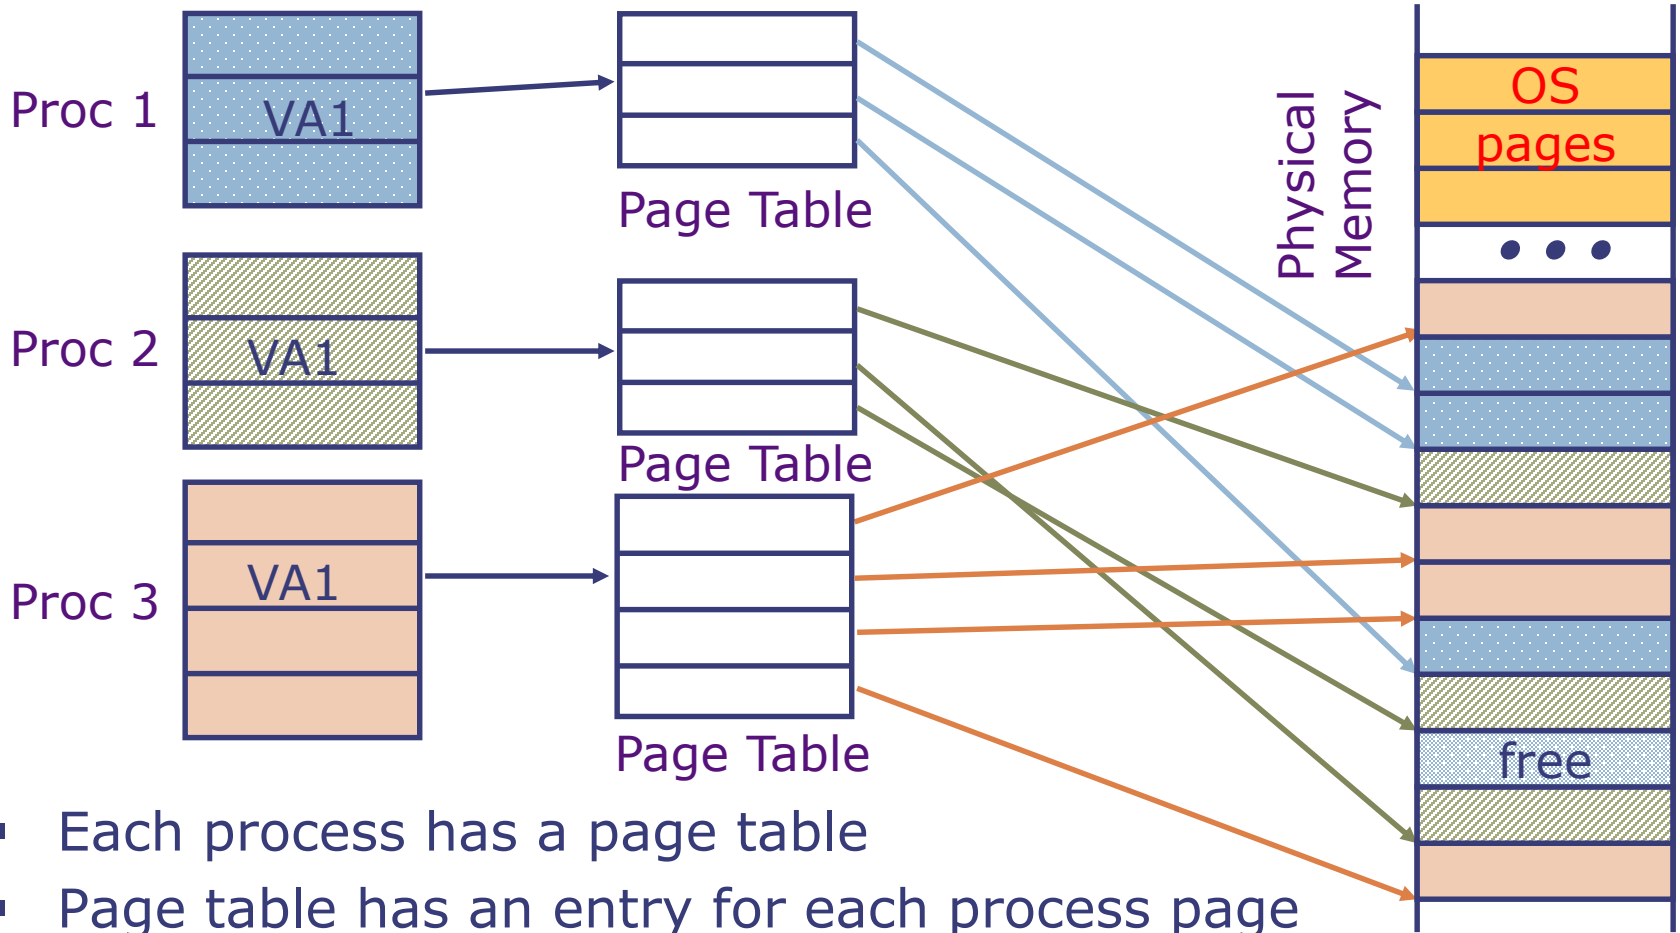 Proc 1
VA1
Page Table
Proc 2
VA1
Page Table
Proc 3
VA1
Page Table
Physical
Memory
OS
pages
• • •
free
▪ Each process has a page table
▪ Page table has an entry for each process page